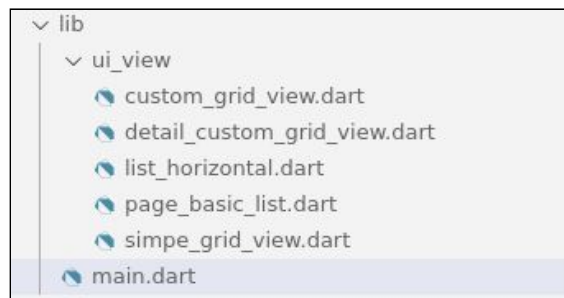 lib
ui_view
custom_grid_view.dart
detail_custom_grid_view.dart
list_horizontal.dart
page_basic_list.dart
simpe_grid_view.dart
main.dart